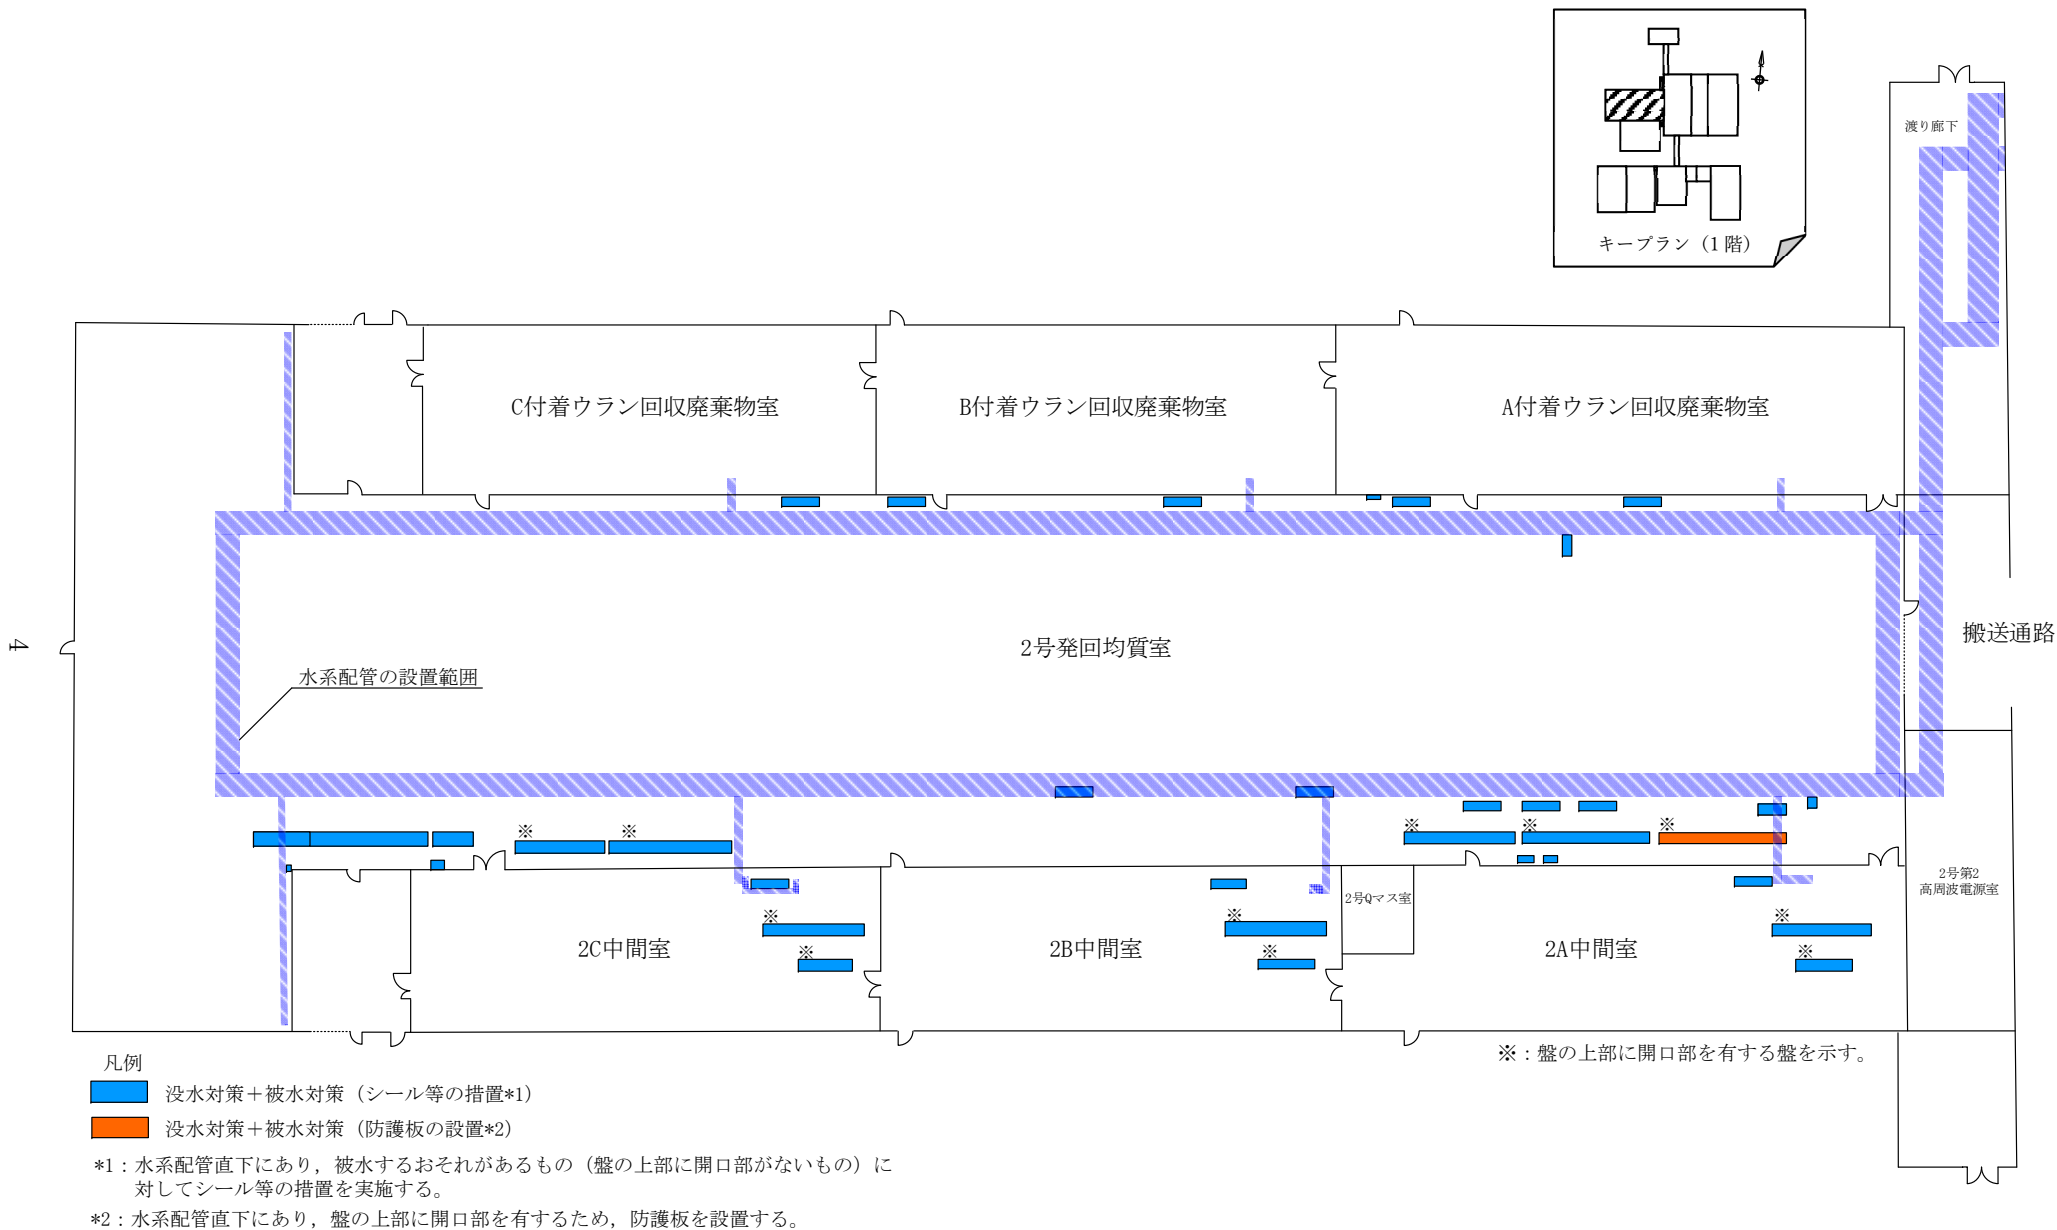 キープラン（1階）
渡り廊下
C付着ウラン回収廃棄物室
B付着ウラン回収廃棄物室
A付着ウラン回収廃棄物室
2号発回均質室
搬送通路
4
水系配管の設置範囲
※
※
※
※
※
2号第2
高周波電源室
2号Qマス室
※
※
※
2C中間室
2B中間室
2A中間室
※
※
※
※：盤の上部に開口部を有する盤を示す。
凡例
没水対策＋被水対策（シール等の措置*1）
没水対策＋被水対策（防護板の設置*2）
*1：水系配管直下にあり，被水するおそれがあるもの（盤の上部に開口部がないもの）に
対してシール等の措置を実施する。
*2：水系配管直下にあり，盤の上部に開口部を有するため，防護板を設置する。